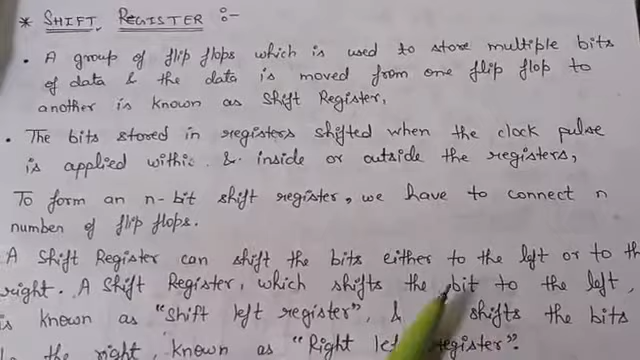 * SHIFT REGISTER :-
• A group of flip flops which is used to store multiple bits
of data & the data is moved from one flip flop to
another is known as Shift Register,
• The bits stored in registers shifted when the clock pulse
is applied within & inside or outside the registers,
To form an n-bit shift register, we have to connect n
number of flip flops.
A Shift Register can shift the bits either to the left or to the
right. A Shift Register, which shifts the bit to the left,
is known as "Shift left register", & shifts the bits
to the right, known as "Right left register".